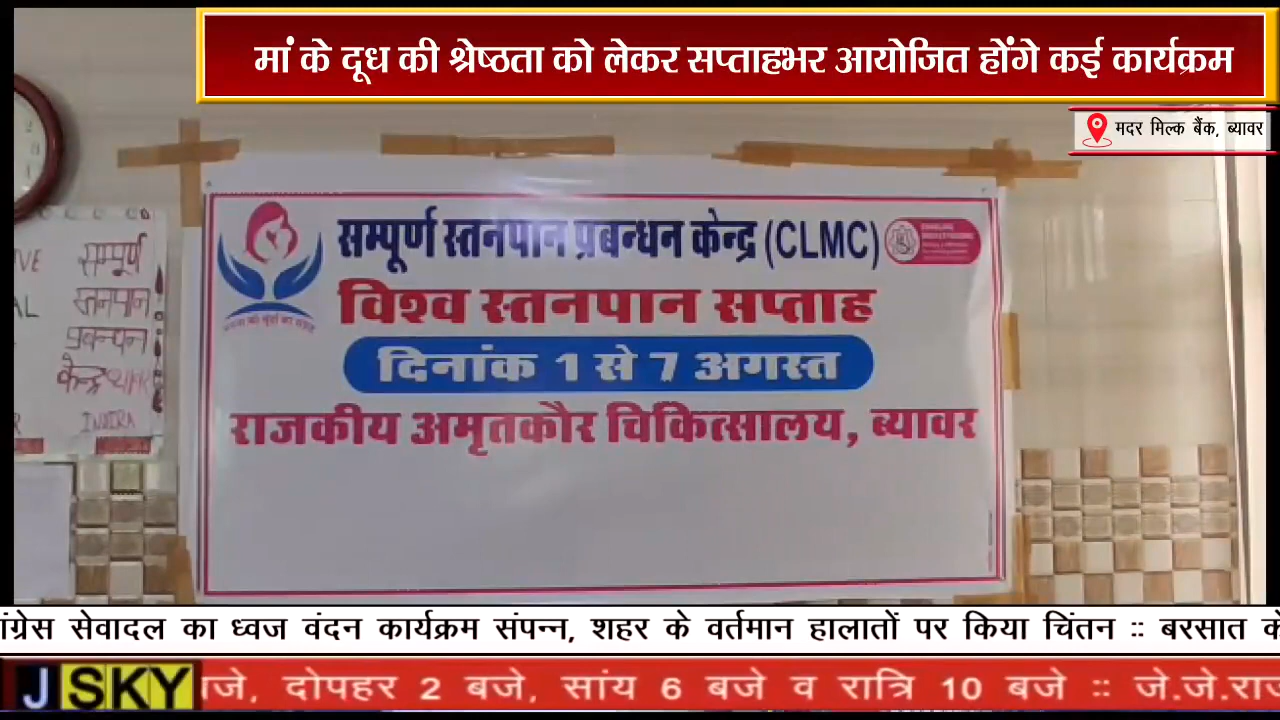 मां के दूध की श्रेष्ठता को लेकर सप्ताहभर आयोजित होंगे कई कार्यक्रम
मदर मिल्क बैंक, ब्यावर
सम्पूर्ण स्तनपान प्रबन्धन केन्द्र (CLMC)
विश्व स्तनपान सप्ताह
दिनांक 1 से 7 अगस्त
राजकीय अमृतकौर चिकित्सालय, ब्यावर
सम्पूर्ण
स्तनपान
प्रबन्धन
केन्द्र
INDIRA
ांग्रेस सेवादल का ध्वज वंदन कार्यक्रम संपन्न, शहर के वर्तमान हालातों पर किया चिंतन :: बरसात के
J SKY
जे, दोपहर 2 बजे, सांय 6 बजे व रात्रि 10 बजे :: जे.जे.राज